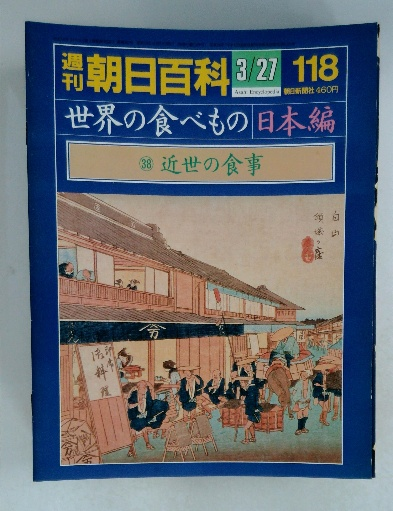 週刊 朝日百科 3/27 118
Asahi Encyclopedia 朝日新聞社 460円
世界の食べもの 日本編
㊳ 近世の食事
白山
御料理